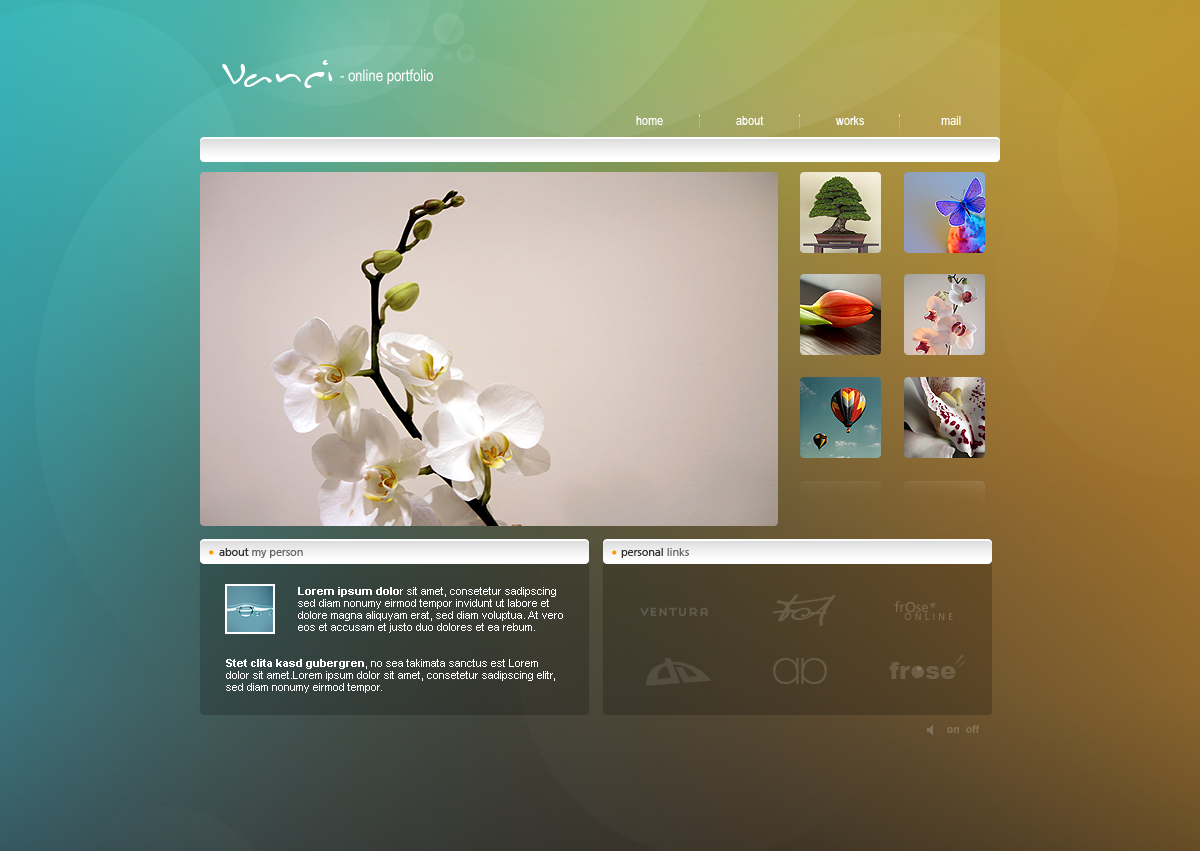 Vanci - online portfolio
home about works mail
about my person
Lorem ipsum dolor sit amet, consetetur sadipscing
sed diam nonumy eirmod tempor invidunt ut labore et
dolore magna aliquyam erat, sed diam voluptua. At vero
eos et accusam et justo duo dolores et ea rebum.
Stet clita kasd gubergren, no sea takimata sanctus est Lorem
dolor sit amet.Lorem ipsum dolor sit amet, consetetur sadipscing elitr,
sed diam nonumy eirmod tempor.
personal links
VENTURA
frOse*
ONLINE
frose
on off